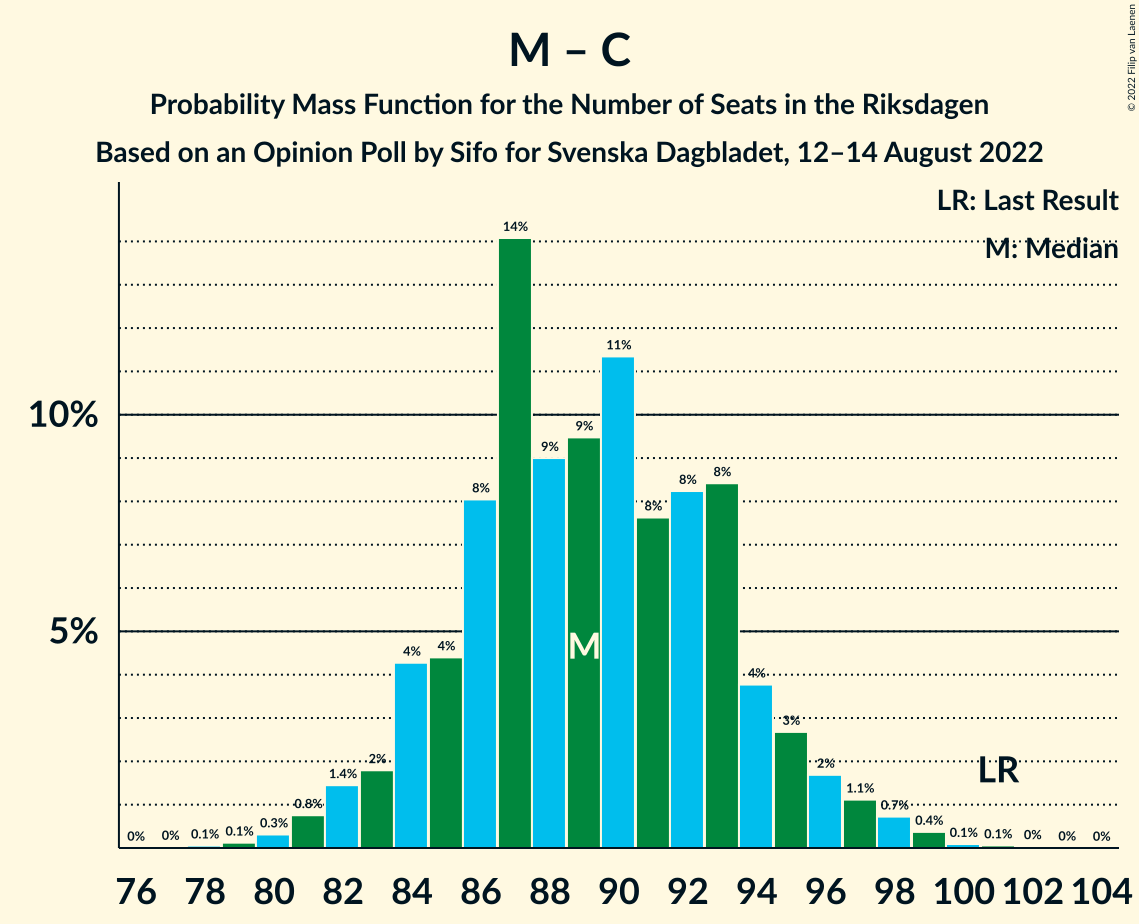 © 2022 Filip van Laenen
M – C
Probability Mass Function for the Number of Seats in the Riksdagen
Based on an Opinion Poll by Sifo for Svenska Dagbladet, 12–14 August 2022
LR: Last Result
M: Median
10%
5%
0% 0% 0.1% 0.1% 0.3% 0.8% 1.4% 2% 4% 4% 8% 14% 9% 9% 11% 8% 8% 8% 4% 3% 2% 1.1% 0.7% 0.4% 0.1% 0.1% 0% 0% 0%
M
LR
76 78 80 82 84 86 88 90 92 94 96 98 100 102 104